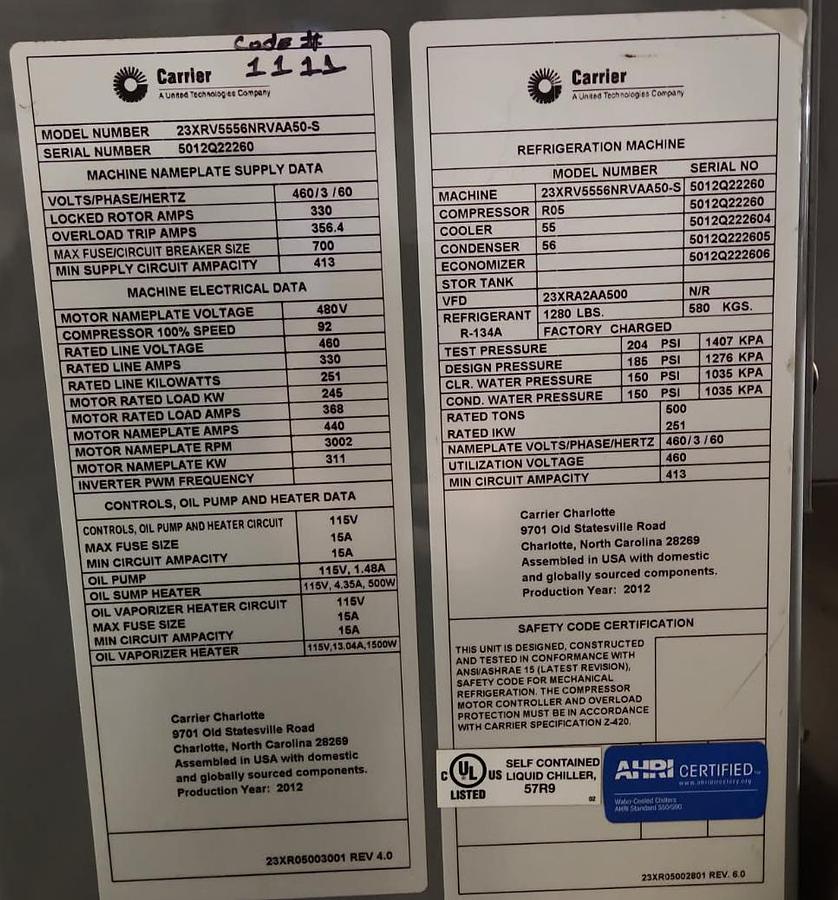 Code #
1111
Carrier
A United Technologies Company
MODEL NUMBER 23XRV5556NRVAA50-S
SERIAL NUMBER 5012Q22260
MACHINE NAMEPLATE SUPPLY DATA
VOLTS/PHASE/HERTZ 460/3/60
LOCKED ROTOR AMPS 330
OVERLOAD TRIP AMPS 356.4
MAX FUSE/CIRCUIT BREAKER SIZE 700
MIN SUPPLY CIRCUIT AMPACITY 413
MACHINE ELECTRICAL DATA
MOTOR NAMEPLATE VOLTAGE 480V
COMPRESSOR 100% SPEED 92
RATED LINE VOLTAGE 460
RATED LINE AMPS 330
RATED LINE KILOWATTS 251
MOTOR RATED LOAD KW 245
MOTOR RATED LOAD AMPS 368
MOTOR NAMEPLATE AMPS 440
MOTOR NAMEPLATE RPM 3002
MOTOR NAMEPLATE KW 311
INVERTER PWM FREQUENCY
CONTROLS, OIL PUMP AND HEATER DATA
CONTROLS, OIL PUMP AND HEATER CIRCUIT 115V
MAX FUSE SIZE 15A
MIN CIRCUIT AMPACITY 15A
OIL PUMP 115V, 1.48A
OIL SUMP HEATER 115V, 4.35A, 500W
OIL VAPORIZER HEATER CIRCUIT 115V
MAX FUSE SIZE 15A
MIN CIRCUIT AMPACITY 15A
OIL VAPORIZER HEATER 115V,13.04A,1500W
Carrier Charlotte
9701 Old Statesville Road
Charlotte, North Carolina 28269
Assembled in USA with domestic
and globally sourced components.
Production Year: 2012
23XR05003001 REV 4.0
Carrier
A United Technologies Company
REFRIGERATION MACHINE
MODEL NUMBER SERIAL NO
MACHINE 23XRV5556NRVAA50-S 5012Q22260
COMPRESSOR R05 5012Q22260
COOLER 55 5012Q222604
CONDENSER 56 5012Q222605
ECONOMIZER 5012Q222606
STOR TANK
VFD 23XRA2AA500 N/R
REFRIGERANT 1280 LBS. 580 KGS.
R-134A FACTORY CHARGED
TEST PRESSURE 204 PSI 1407 KPA
DESIGN PRESSURE 185 PSI 1276 KPA
CLR. WATER PRESSURE 150 PSI 1035 KPA
COND. WATER PRESSURE 150 PSI 1035 KPA
RATED TONS 500
RATED IKW 251
NAMEPLATE VOLTS/PHASE/HERTZ 460/3/60
UTILIZATION VOLTAGE 460
MIN CIRCUIT AMPACITY 413
Carrier Charlotte
9701 Old Statesville Road
Charlotte, North Carolina 28269
Assembled in USA with domestic
and globally sourced components.
Production Year: 2012
SAFETY CODE CERTIFICATION
THIS UNIT IS DESIGNED, CONSTRUCTED
AND TESTED IN CONFORMANCE WITH
ANSI/ASHRAE 15 (LATEST REVISION),
SAFETY CODE FOR MECHANICAL
REFRIGERATION. THE COMPRESSOR
MOTOR CONTROLLER AND OVERLOAD
PROTECTION MUST BE IN ACCORDANCE
WITH CARRIER SPECIFICATION Z-420.
C UL US
LISTED
SELF CONTAINED
LIQUID CHILLER,
57R9
02
AHRI CERTIFIED™
www.ahridirectory.org
Water-Cooled Chillers
AHRI Standard 550/590
23XR05002801 REV. 6.0